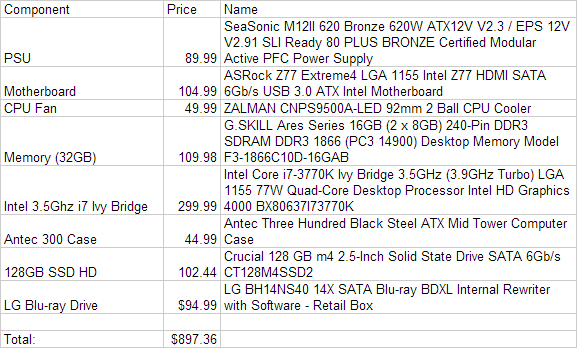 Component Price Name
SeaSonic M12II 620 Bronze 620W ATX12V V2.3 / EPS 12V
V2.91 SLI Ready 80 PLUS BRONZE Certified Modular
PSU 89.99 Active PFC Power Supply
ASRock Z77 Extreme4 LGA 1155 Intel Z77 HDMI SATA
Motherboard 104.99 6Gb/s USB 3.0 ATX Intel Motherboard
CPU Fan 49.99 ZALMAN CNPS9500A-LED 92mm 2 Ball CPU Cooler
G.SKILL Ares Series 16GB (2 x 8GB) 240-Pin DDR3
SDRAM DDR3 1866 (PC3 14900) Desktop Memory Model
Memory (32GB) 109.98 F3-1866C10D-16GAB
Intel Core i7-3770K Ivy Bridge 3.5GHz (3.9GHz Turbo) LGA
1155 77W Quad-Core Desktop Processor Intel HD Graphics
Intel 3.5Ghz i7 Ivy Bridge 299.99 4000 BX80637I73770K
Antec Three Hundred Black Steel ATX Mid Tower Computer
Antec 300 Case 44.99 Case
Crucial 128 GB m4 2.5-Inch Solid State Drive SATA 6Gb/s
128GB SSD HD 102.44 CT128M4SSD2
LG BH14NS40 14X SATA Blu-ray BDXL Internal Rewriter
LG Blu-ray Drive $94.99 with Software - Retail Box
Total: $897.36